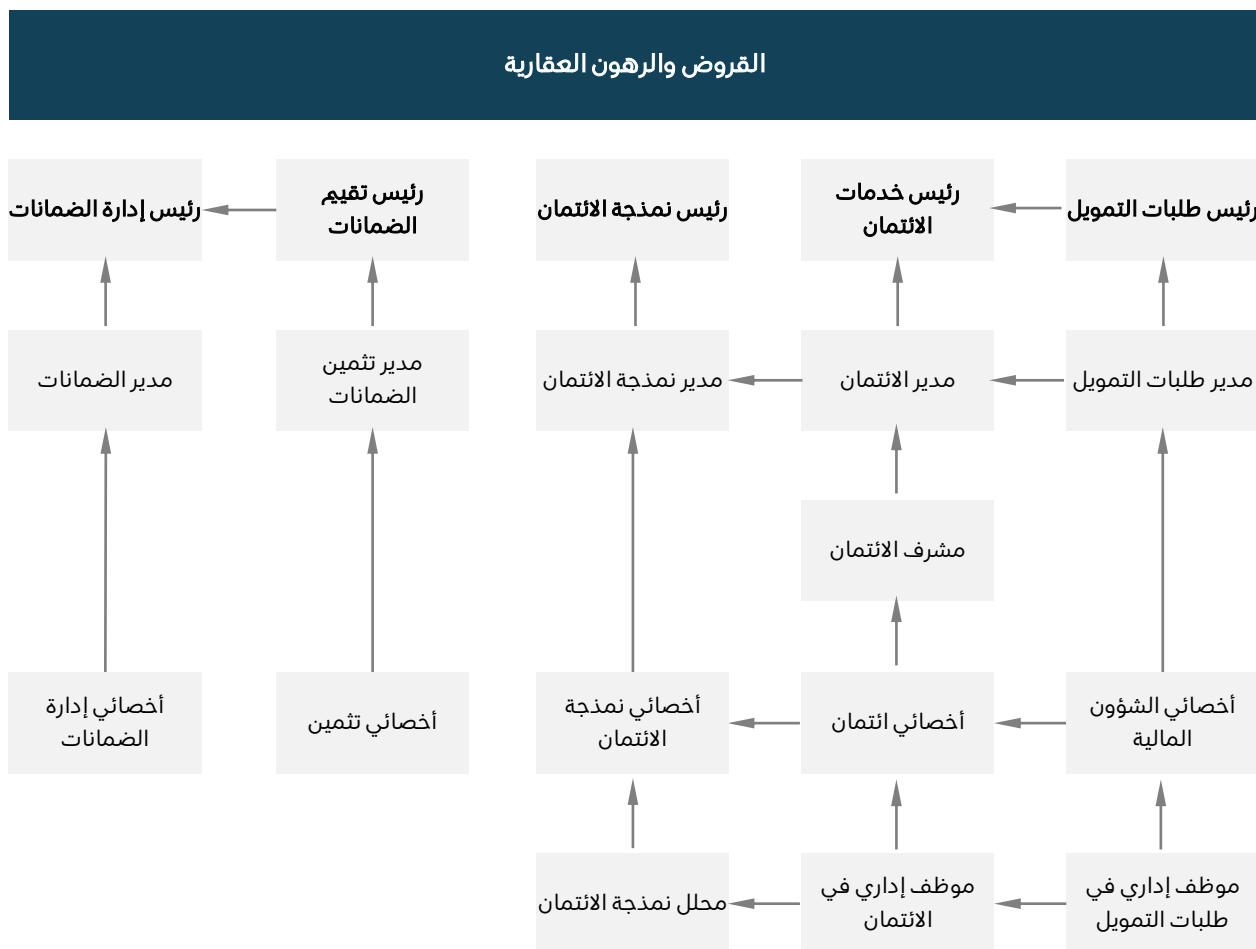 القروض والرهون العقارية
رئيس طلبات التمويل
رئيس خدمات
الائتمان
رئيس نمذجة الائتمان
رئيس تقييم
الضمانات
رئيس إدارة الضمانات
مدير طلبات التمويل
مدير الائتمان
مدير نمذجة الائتمان
مدير تثمين
الضمانات
مدير الضمانات
مشرف الائتمان
أخصائي الشؤون
المالية
أخصائي ائتمان
أخصائي نمذجة
الائتمان
أخصائي تثمين
أخصائي إدارة
الضمانات
موظف إداري في
طلبات التمويل
موظف إداري في
الائتمان
محلل نمذجة الائتمان